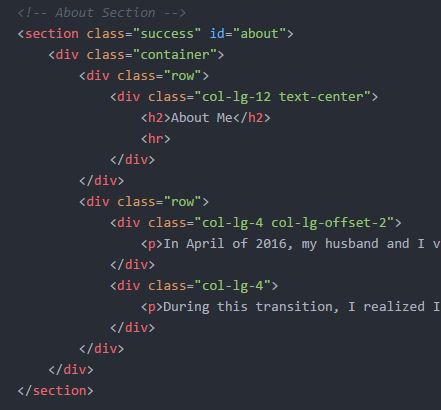 <!-- About Section -->
<section class="success" id="about">
    <div class="container">
        <div class="row">
            <div class="col-lg-12 text-center">
                <h2>About Me</h2>
                <hr>
            </div>
        </div>
        <div class="row">
            <div class="col-lg-4 col-lg-offset-2">
                <p>In April of 2016, my husband and I
            </div>
            <div class="col-lg-4">
                <p>During this transition, I realized I
            </div>
        </div>
    </div>
</section>